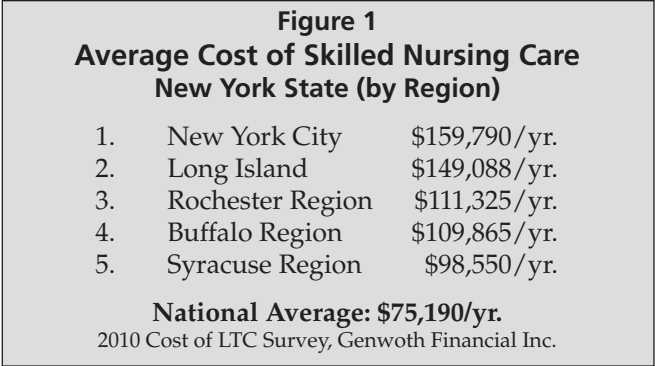 Figure 1
Average Cost of Skilled Nursing Care
New York State (by Region)
1. New York City $159,790/yr.
2. Long Island $149,088/yr.
3. Rochester Region $111,325/yr.
4. Buffalo Region $109,865/yr.
5. Syracuse Region $98,550/yr.
National Average: $75,190/yr.
2010 Cost of LTC Survey, Genwoth Financial Inc.